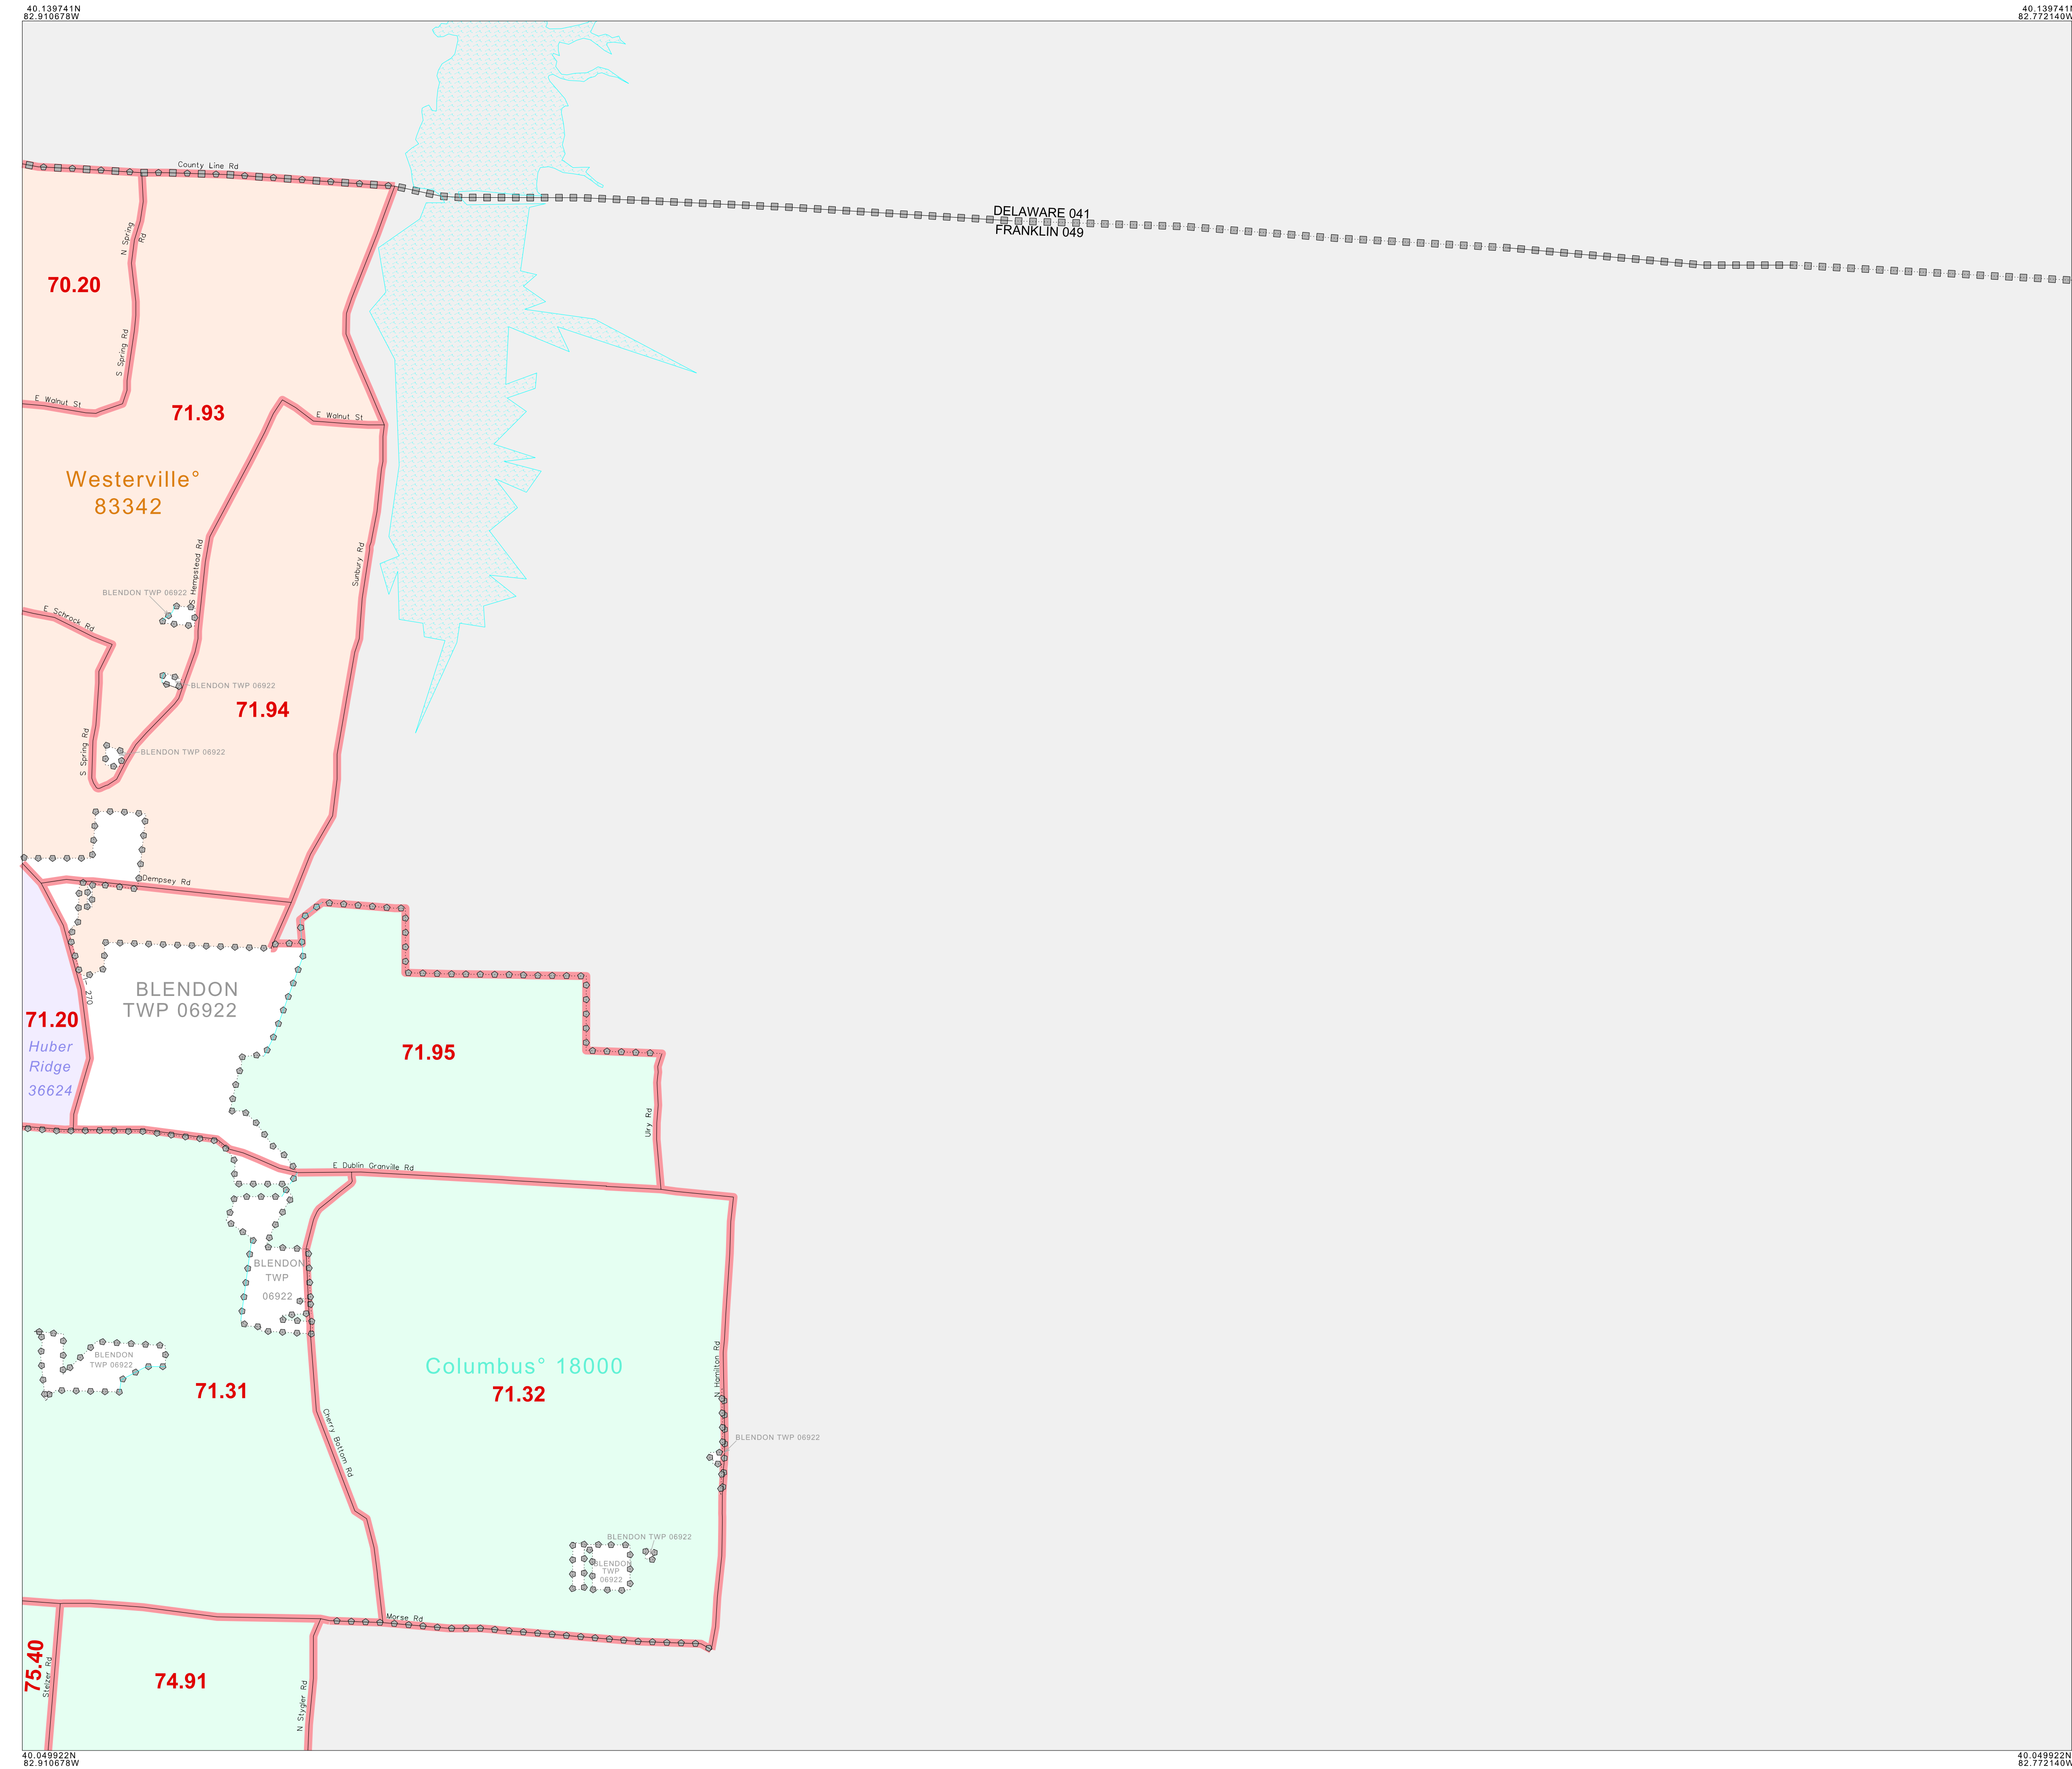 40.139741N
82.910678W
40.139741N
82.772140W
County Line Rd
DELAWARE 041
FRANKLIN 049
N Spring
Rd
70.20
S Spring Rd
E Walnut St
71.93
E Walnut St
Westerville°
83342
S Hempstead Rd
Sunbury Rd
BLENDON TWP 06922
E Schrock Rd
BLENDON TWP 06922
71.94
S Spring Rd
BLENDON TWP 06922
Dempsey Rd
I- 270
BLENDON
TWP 06922
71.20
Huber
Ridge
36624
71.95
Ulry Rd
E Dublin Granville Rd
BLENDON
TWP
06922
BLENDON
TWP 06922
Columbus° 18000
71.31
71.32
N Hamilton Rd
Cherry Bottom Rd
BLENDON TWP 06922
BLENDON TWP 06922
BLENDON
TWP
06922
Morse Rd
75.40
Stelzer Rd
74.91
N Stygler Rd
40.049922N
82.910678W
40.049922N
82.772140W